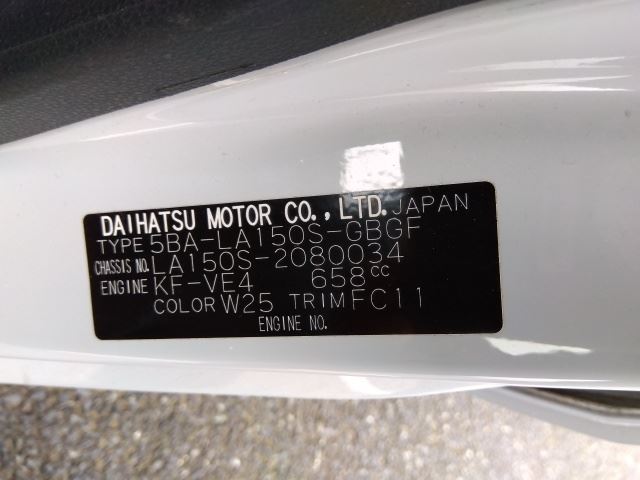 DAIHATSU MOTOR CO., LTD. JAPAN
TYPE 5BA-LA150S-GBGF
CHASSIS NO. LA150S-2080034
ENGINE KF-VE4 658CC
COLOR W25 TRIM FC11
ENGINE NO.